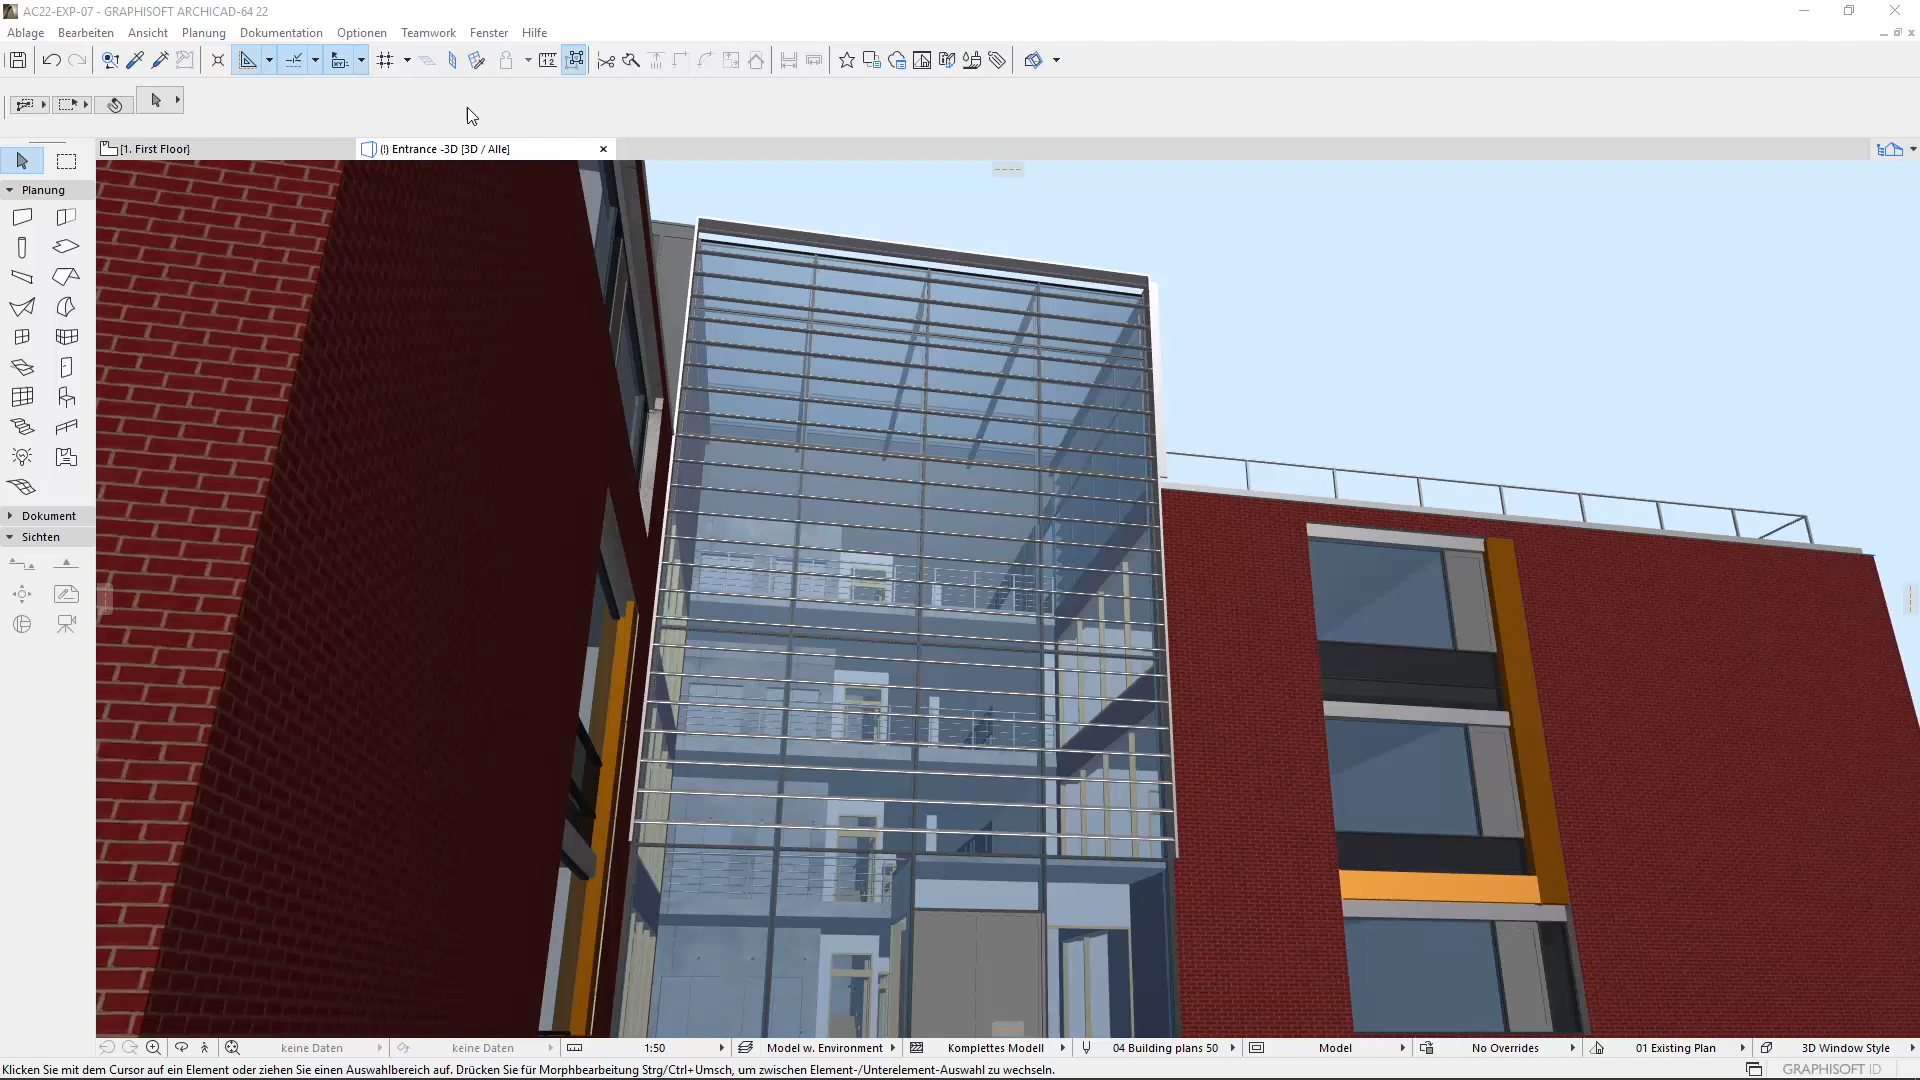 AC22-EXP-07 - GRAPHISOFT ARCHICAD-64 22
Ablage Bearbeiten Ansicht Planung Dokumentation Optionen Teamwork Fenster Hilfe
[1. First Floor] (!) Entrance -3D [3D / Alle]
Planung
Dokument
Sichten
keine Daten keine Daten 1:50 Model w. Environment Komplettes Modell 04 Building plans 50 Model No Overrides 01 Existing Plan 3D Window Style
Klicken Sie mit dem Cursor auf ein Element oder ziehen Sie einen Auswahlbereich auf. Drücken Sie für Morphbearbeitung Strg/Ctrl+Umsch, um zwischen Element-/Unterelement-Auswahl zu wechseln.
GRAPHISOFT ID